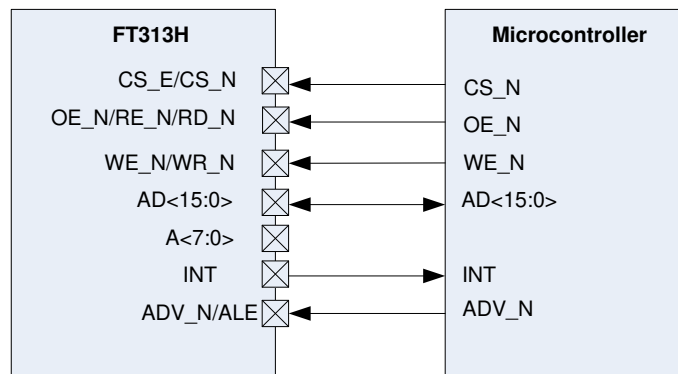 FT313H
Microcontroller
CS_E/CS_N
CS_N
OE_N/RE_N/RD_N
OE_N
WE_N/WR_N
WE_N
AD<15:0>
AD<15:0>
A<7:0>
INT
INT
ADV_N/ALE
ADV_N